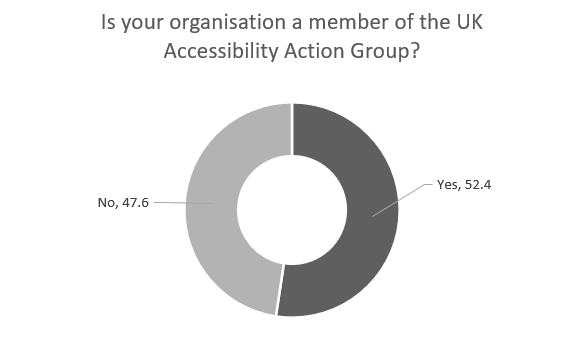 Is your organisation a member of the UK
Accessibility Action Group?
Yes, 52.4
No, 47.6